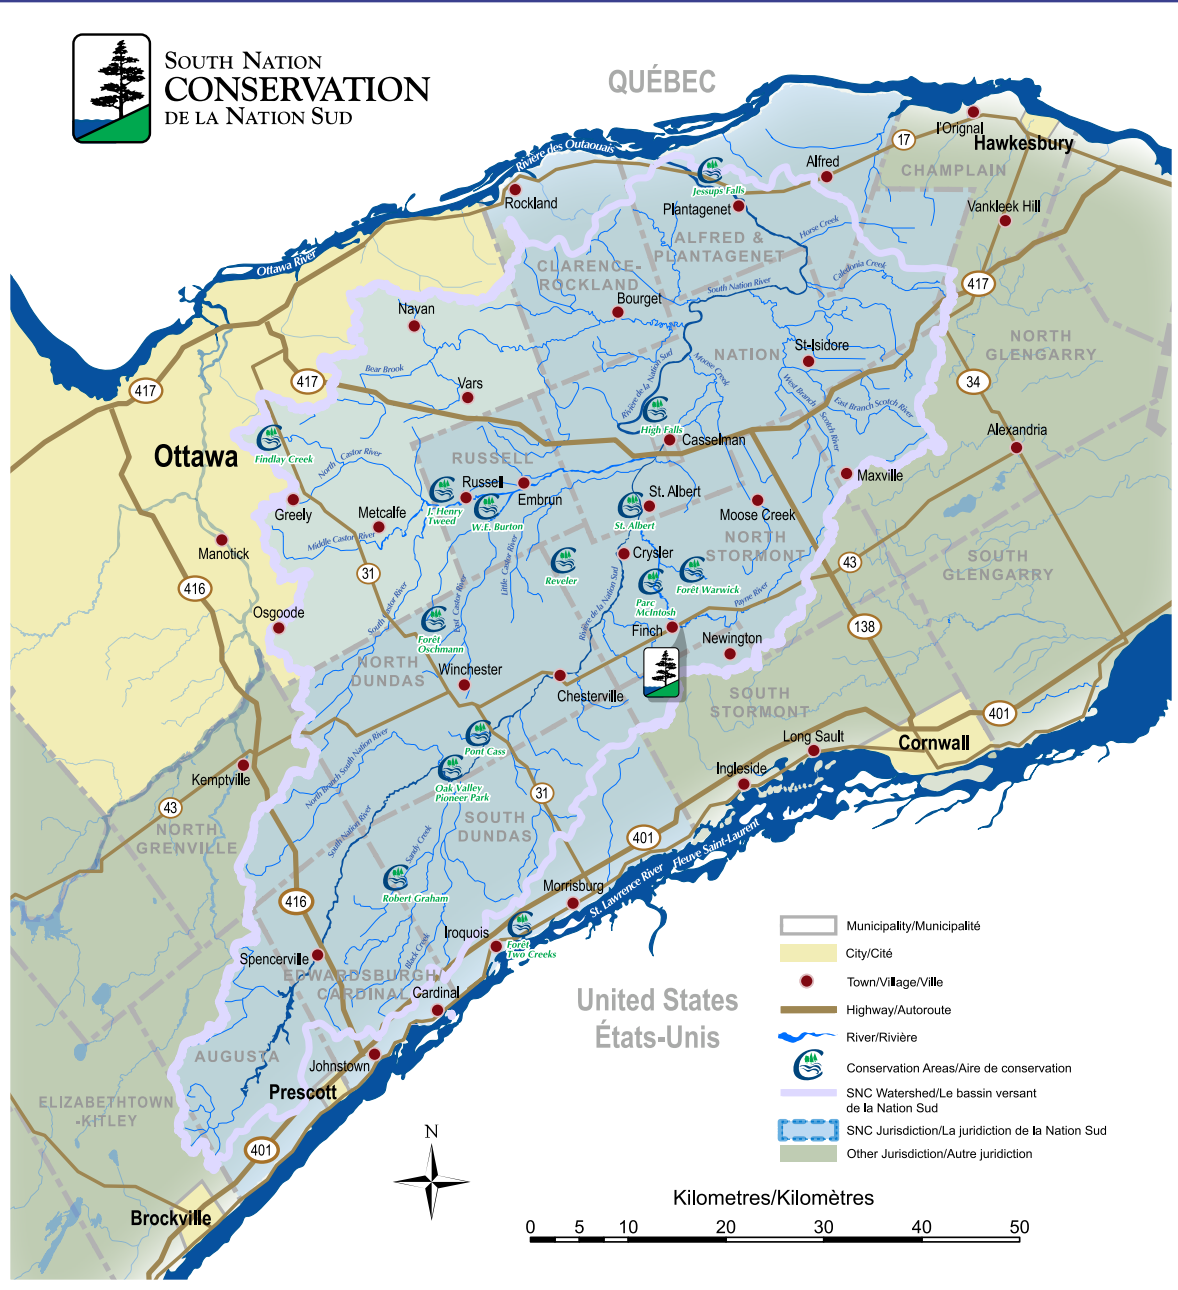 SOUTH NATION
CONSERVATION
DE LA NATION SUD
QUÉBEC
l'Orignal
Hawkesbury
17
Rivière des Outaouais
Alfred
CHAMPLAIN
Jessups Falls
Rockland
Plantagenet
Vankleek Hill
Horse Creek
ALFRED &
PLANTAGENET
Ottawa River
CLARENCE-
ROCKLAND
Caledonia Creek
South Nation River
417
Bourget
Navan
NORTH
GLENGARRY
St-Isidore
NATION
Rivière de la Nation Sud
Moose Creek
Bear Brook
417
417
Vars
34
West Branch
Scotch River
East Branch Scotch River
High Falls
Alexandria
Casselman
Ottawa
Findlay Creek
North Castor River
RUSSELL
Russell
Embrun
Maxville
J. Henry
Tweed
W.E. Burton
St. Albert
St. Albert
Moose Creek
Greely
Metcalfe
Middle Castor River
Manotick
NORTH
STORMONT
Crysler
Reveler
Little Castor River
Forêt Warwick
Parc
McIntosh
Payne River
43
SOUTH
GLENGARRY
31
416
South Castor River
East Castor River
Rivière de la Nation Sud
Osgoode
Forêt
Oschmann
Finch
Newington
138
NORTH
DUNDAS
Winchester
Chesterville
SOUTH
STORMONT
401
Cornwall
Long Sault
Pont Cass
North Branch South Nation River
Ingleside
Kemptville
Oak Valley
Pioneer Park
31
43
NORTH
GRENVILLE
South Nation River
SOUTH
DUNDAS
Sandy Creek
401
St. Lawrence River Fleuve Saint-Laurent
Robert Graham
Morrisburg
416
Iroquois
Forêt
Two Creeks
Black Creek
Spencerville
EDWARDSBURGH/
CARDINAL
Cardinal
United States
États-Unis
AUGUSTA
Johnstown
Prescott
ELIZABETHTOWN
-KITLEY
401
Brockville
N
Municipality/Municipalité
City/Cité
Town/Village/Ville
Highway/Autoroute
River/Rivière
Conservation Areas/Aire de conservation
SNC Watershed/Le bassin versant
de la Nation Sud
SNC Jurisdiction/La juridiction de la Nation Sud
Other Jurisdiction/Autre juridiction
Kilometres/Kilomètres
0 5 10 20 30 40 50